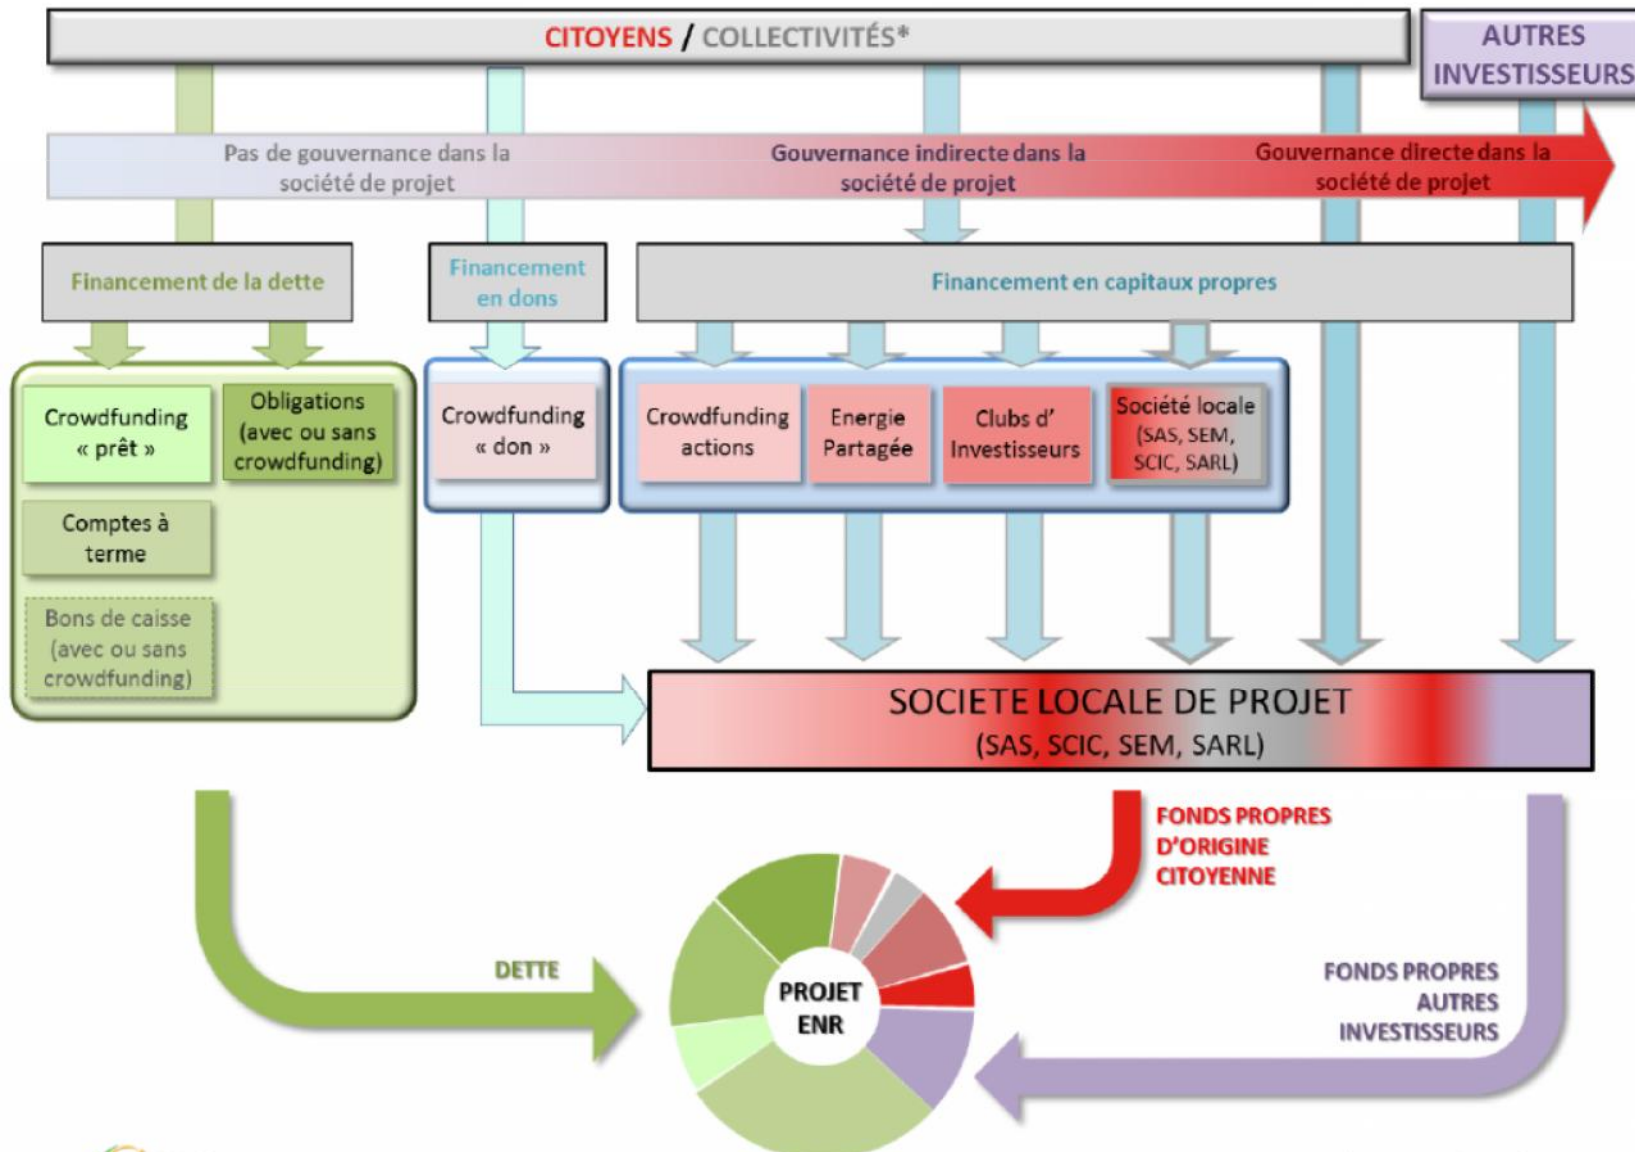 CITOYENS / COLLECTIVITÉS*
AUTRES
INVESTISSEURS
Pas de gouvernance dans la
société de projet
Gouvernance indirecte dans la
société de projet
Gouvernance directe dans la
société de projet
Financement de la dette
Financement
en dons
Financement en capitaux propres
Crowdfunding
« prêt »
Obligations
(avec ou sans
crowdfunding)
Comptes à
terme
Bons de caisse
(avec ou sans
crowdfunding)
Crowdfunding
« don »
Crowdfunding
actions
Energie
Partagée
Clubs d'
Investisseurs
Société locale
(SAS, SEM,
SCIC, SARL)
SOCIETE LOCALE DE PROJET
(SAS, SCIC, SEM, SARL)
FONDS PROPRES
D'ORIGINE
CITOYENNE
DETTE
PROJET
ENR
FONDS PROPRES
AUTRES
INVESTISSEURS